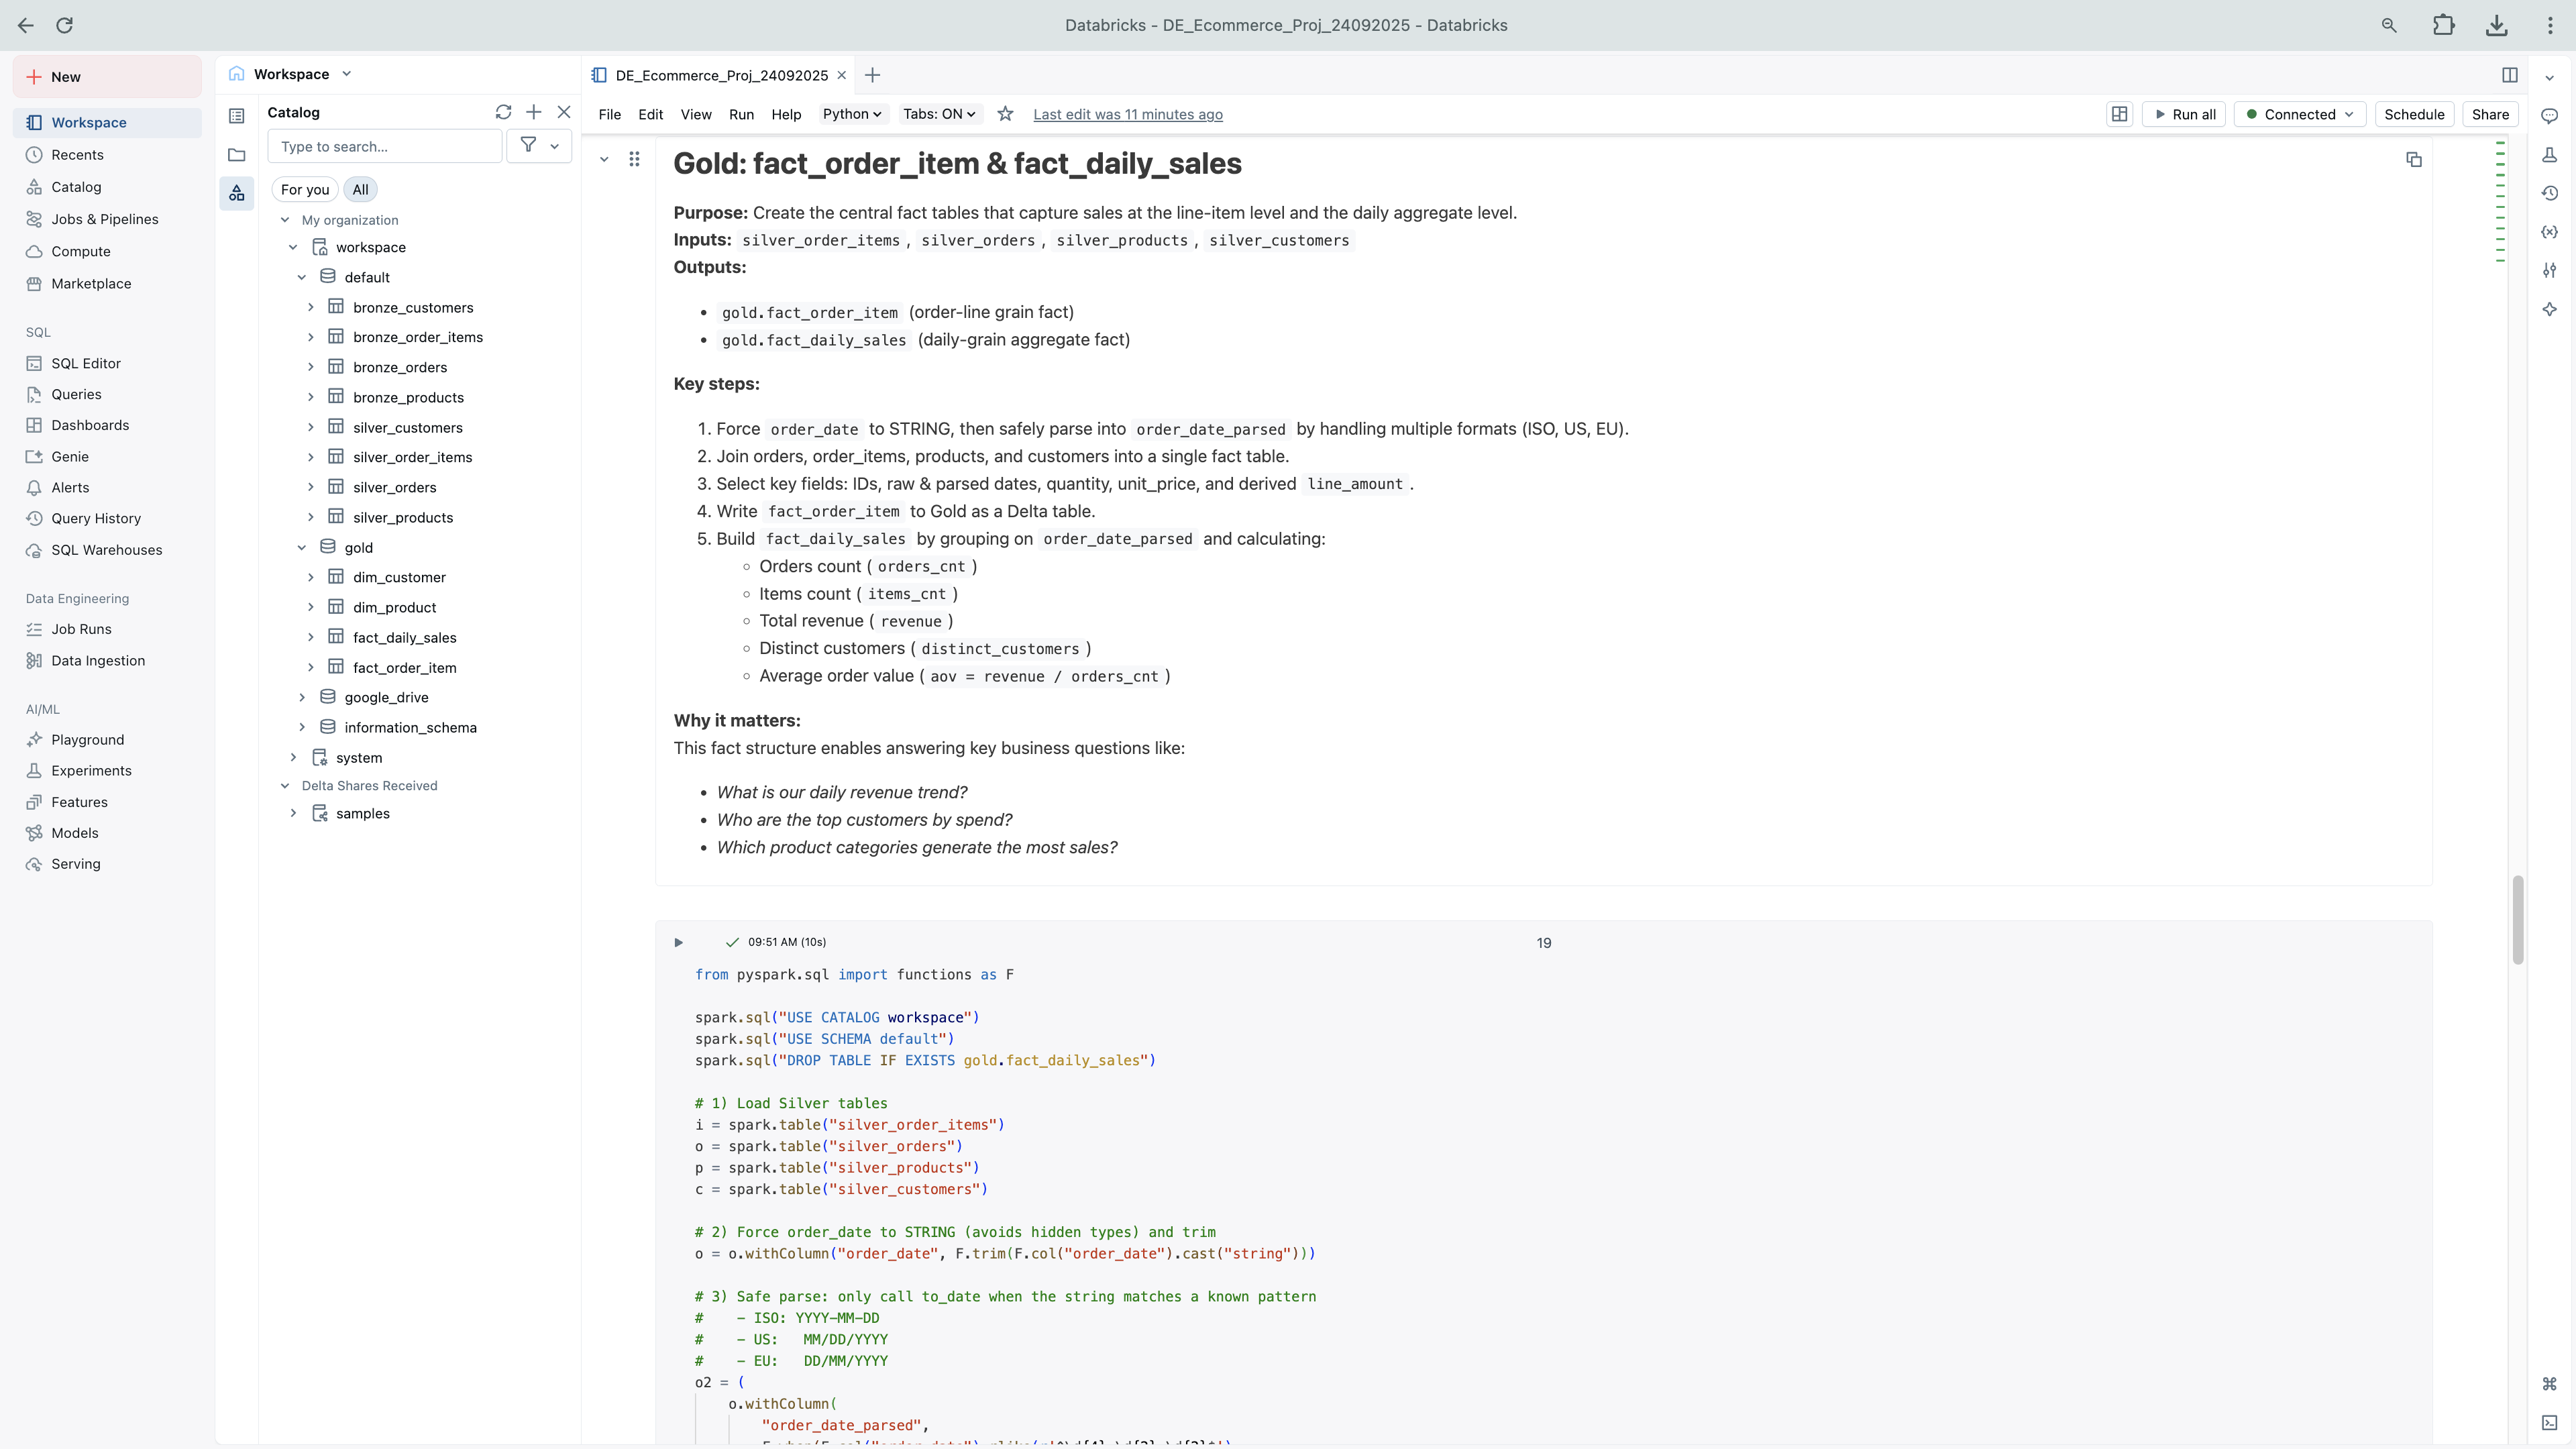 Databricks - DE_Ecommerce_Proj_24092025 - Databricks
New
Workspace
Recents
Catalog
Jobs & Pipelines
Compute
Marketplace
SQL
SQL Editor
Queries
Dashboards
Genie
Alerts
Query History
SQL Warehouses
Data Engineering
Job Runs
Data Ingestion
AI/ML
Playground
Experiments
Features
Models
Serving
Workspace
Catalog
Type to search...
For you All
My organization
workspace
default
bronze_customers
bronze_order_items
bronze_orders
bronze_products
silver_customers
silver_order_items
silver_orders
silver_products
gold
dim_customer
dim_product
fact_daily_sales
fact_order_item
google_drive
information_schema
system
Delta Shares Received
samples
DE_Ecommerce_Proj_24092025
File Edit View Run Help Python Tabs: ON Last edit was 11 minutes ago Run all Connected Schedule Share
Gold: fact_order_item & fact_daily_sales
Purpose: Create the central fact tables that capture sales at the line-item level and the daily aggregate level.
Inputs: silver_order_items , silver_orders , silver_products , silver_customers
Outputs:
• gold.fact_order_item (order-line grain fact)
• gold.fact_daily_sales (daily-grain aggregate fact)
Key steps:
1. Force order_date to STRING, then safely parse into order_date_parsed by handling multiple formats (ISO, US, EU).
2. Join orders, order_items, products, and customers into a single fact table.
3. Select key fields: IDs, raw & parsed dates, quantity, unit_price, and derived line_amount .
4. Write fact_order_item to Gold as a Delta table.
5. Build fact_daily_sales by grouping on order_date_parsed and calculating:
◦ Orders count ( orders_cnt )
◦ Items count ( items_cnt )
◦ Total revenue ( revenue )
◦ Distinct customers ( distinct_customers )
◦ Average order value ( aov = revenue / orders_cnt )
Why it matters:
This fact structure enables answering key business questions like:
• What is our daily revenue trend?
• Who are the top customers by spend?
• Which product categories generate the most sales?
09:51 AM (10s) 19
from pyspark.sql import functions as F
spark.sql("USE CATALOG workspace")
spark.sql("USE SCHEMA default")
spark.sql("DROP TABLE IF EXISTS gold.fact_daily_sales")
# 1) Load Silver tables
i = spark.table("silver_order_items")
o = spark.table("silver_orders")
p = spark.table("silver_products")
c = spark.table("silver_customers")
# 2) Force order_date to STRING (avoids hidden types) and trim
o = o.withColumn("order_date", F.trim(F.col("order_date").cast("string")))
# 3) Safe parse: only call to_date when the string matches a known pattern
#    - ISO: YYYY-MM-DD
#    - US:   MM/DD/YYYY
#    - EU:   DD/MM/YYYY
o2 = (
o.withColumn(
"order_date_parsed",